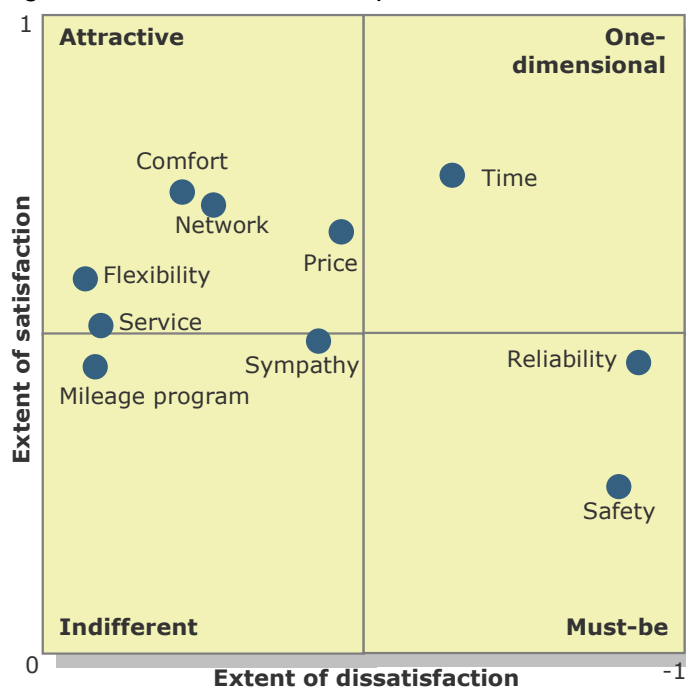 1
Attractive
One-
dimensional
Comfort
Network
Time
Price
Flexibility
Service
Sympathy
Reliability
Mileage program
Safety
Extent of satisfaction
Indifferent
Must-be
0
Extent of dissatisfaction
-1